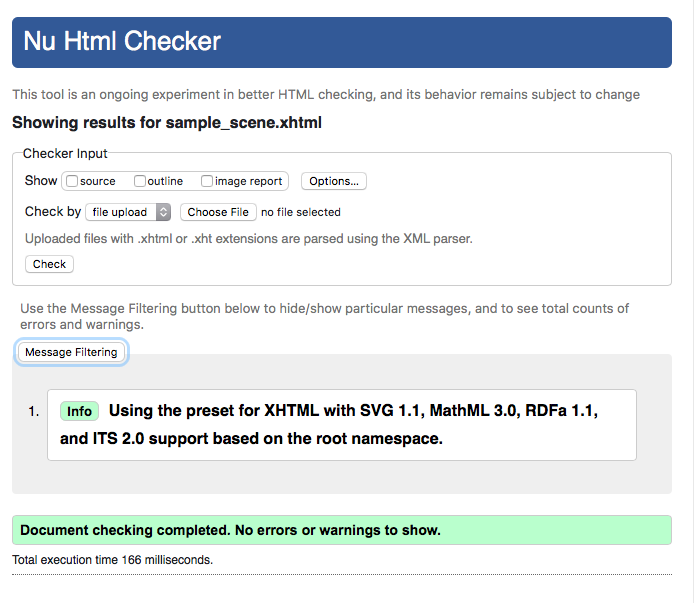 Nu Html Checker
This tool is an ongoing experiment in better HTML checking, and its behavior remains subject to change
Showing results for sample_scene.xhtml
Checker Input
Show source outline image report Options...
Check by file upload Choose File no file selected
Uploaded files with .xhtml or .xht extensions are parsed using the XML parser.
Check
Use the Message Filtering button below to hide/show particular messages, and to see total counts of
errors and warnings.
Message Filtering
1. Info Using the preset for XHTML with SVG 1.1, MathML 3.0, RDFa 1.1,
and ITS 2.0 support based on the root namespace.
Document checking completed. No errors or warnings to show.
Total execution time 166 milliseconds.